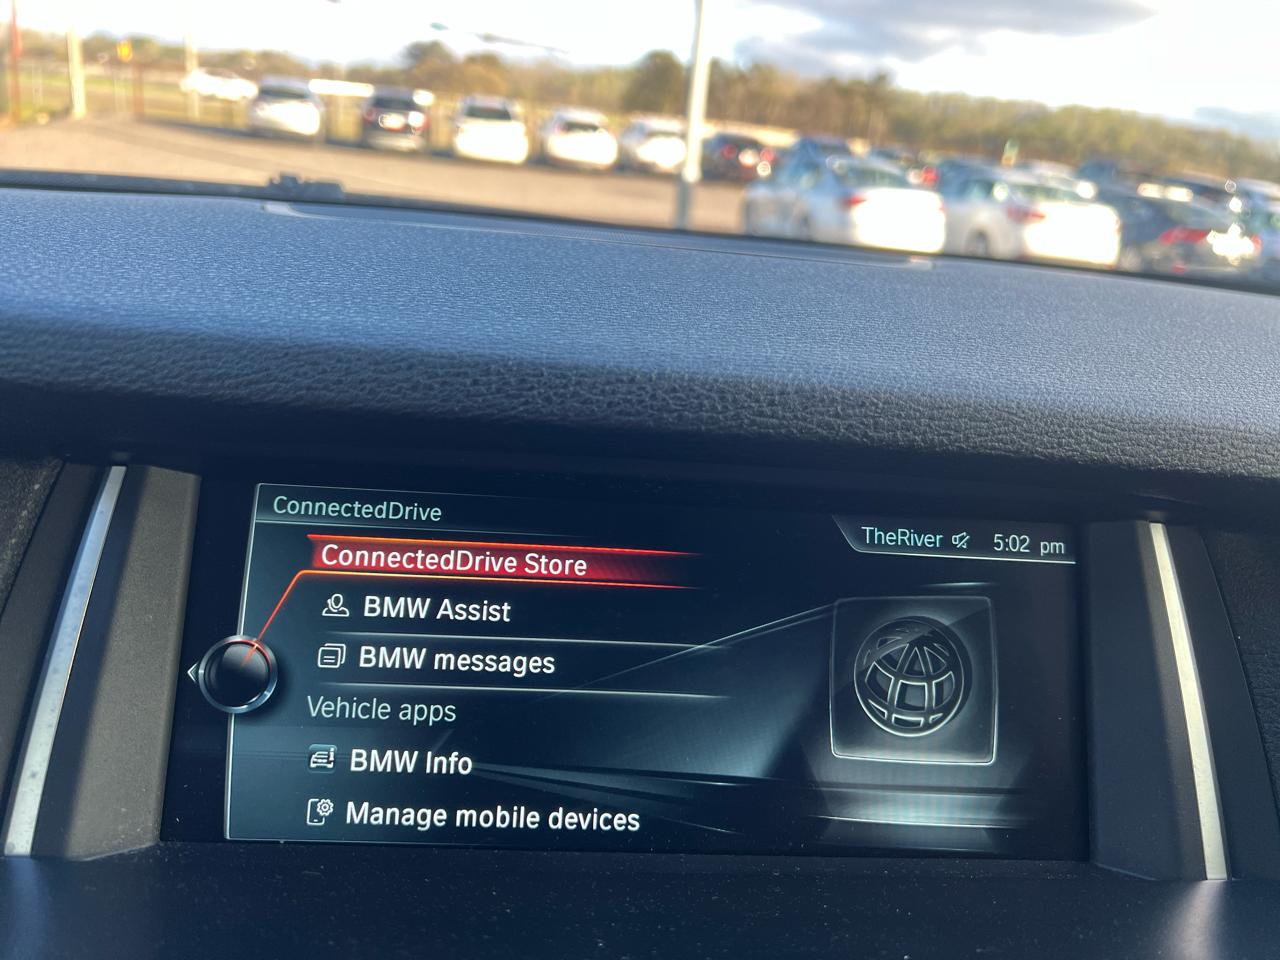 ConnectedDrive
TheRiver 5:02 pm
ConnectedDrive Store
BMW Assist
BMW messages
Vehicle apps
BMW Info
Manage mobile devices